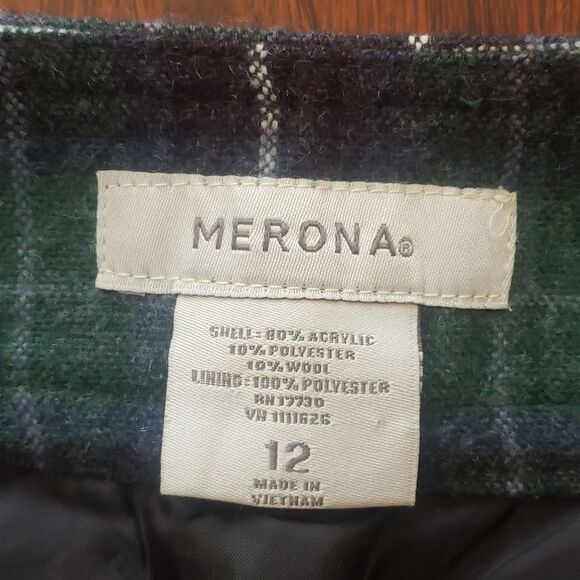 MERONA®
SHELL: 80% ACRYLIC
10% POLYESTER
10% WOOL
LINING: 100% POLYESTER
RN 17730
VN 1111626
12
MADE IN
VIETNAM